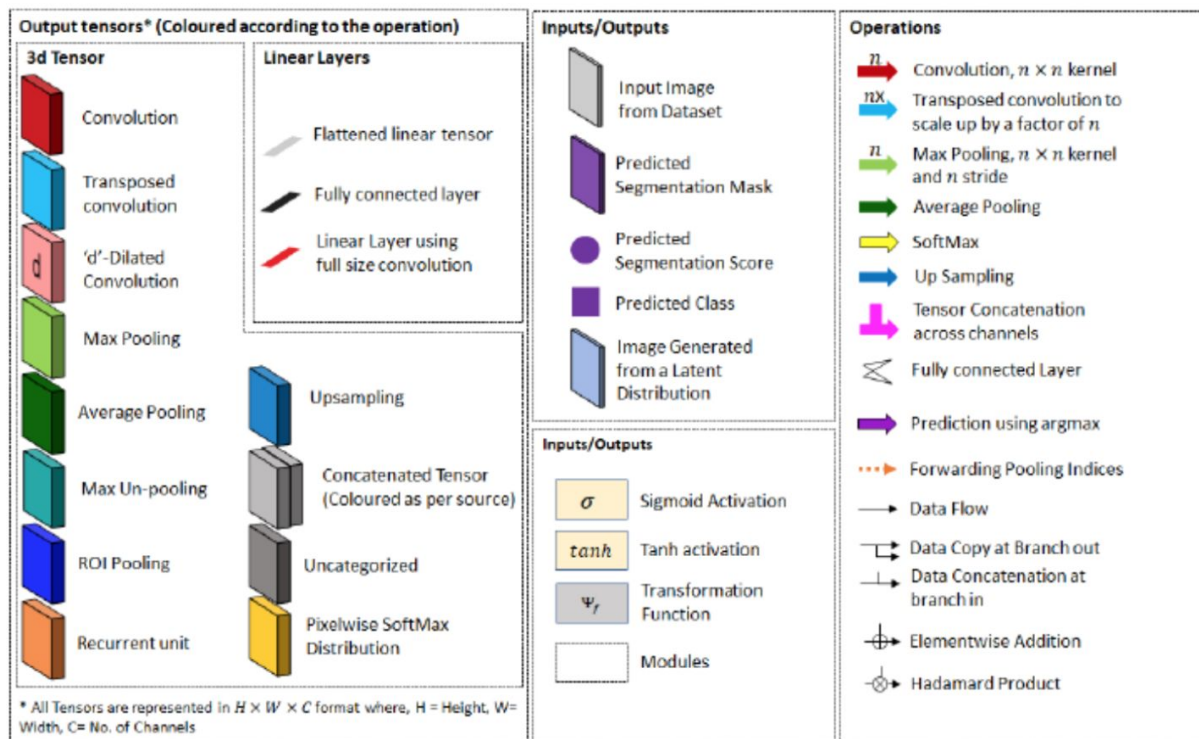 Output tensors* (Coloured according to the operation)
3d Tensor
Convolution
Transposed
convolution
d
'd'-Dilated
Convolution
Max Pooling
Average Pooling
Max Un-pooling
ROI Pooling
Recurrent unit
Linear Layers
Flattened linear tensor
Fully connected layer
Linear Layer using
full size convolution
Upsampling
Concatenated Tensor
(Coloured as per source)
Uncategorized
Pixelwise SoftMax
Distribution
* All Tensors are represented in H × W × C format where, H = Height, W=
Width, C= No. of Channels
Inputs/Outputs
Input Image
from Dataset
Predicted
Segmentation Mask
Predicted
Segmentation Score
Predicted Class
Image Generated
from a Latent
Distribution
Inputs/Outputs
σ
Sigmoid Activation
tanh
Tanh activation
Ψf
Transformation
Function
Modules
Operations
n
Convolution, n × n kernel
nX
Transposed convolution to
scale up by a factor of n
n
Max Pooling, n × n kernel
and n stride
Average Pooling
SoftMax
Up Sampling
Tensor Concatenation
across channels
Fully connected Layer
Prediction using argmax
Forwarding Pooling Indices
Data Flow
Data Copy at Branch out
Data Concatenation at
branch in
Elementwise Addition
Hadamard Product